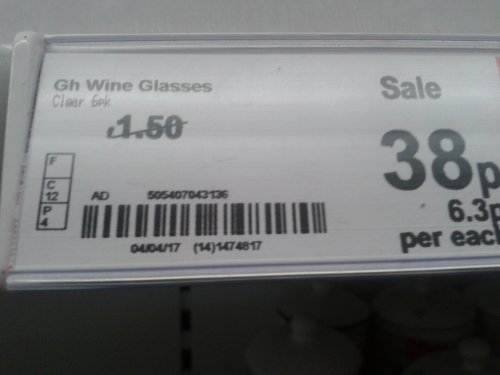 Gh Wine Glasses
Clear 6pk
1.50
Sale
38p
6.3p
per each
F
C
12
P
4
AD 505407043136
04/04/17 (14)1474817